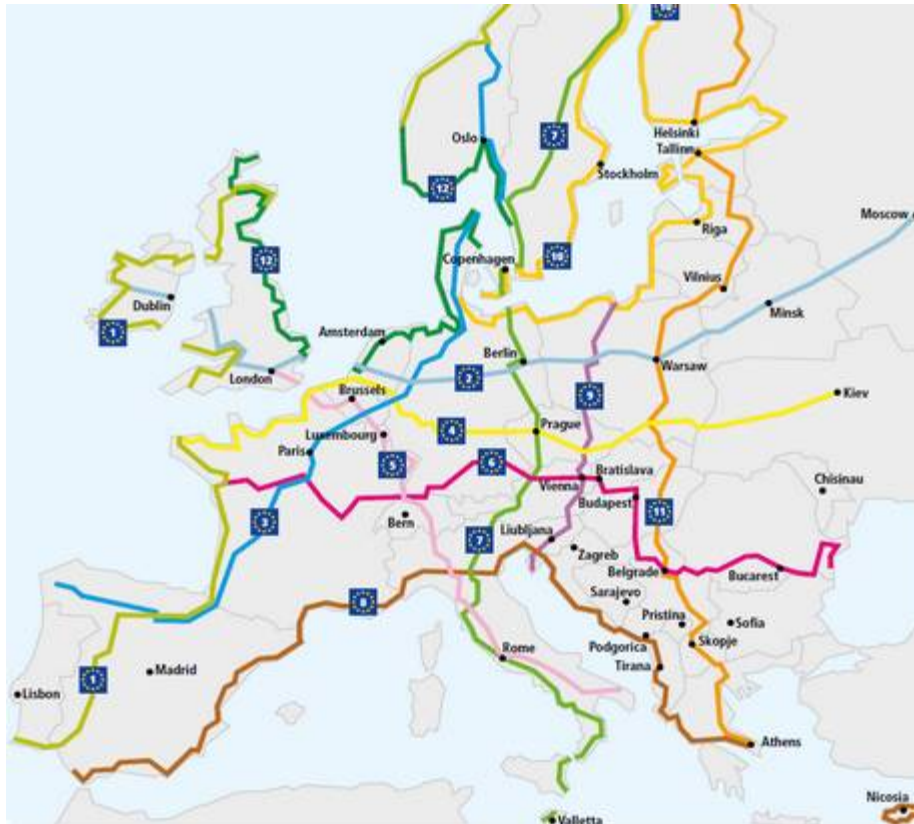 10
Oslo
7
Helsinki
Tallinn
Stockholm
12
12
10
Riga
Moscow
Copenhagen
Vilnius
Dublin
Minsk
1
Amsterdam
Berlin
Warsaw
London
2
Brussels
9
Kiev
Luxembourg
4
Prague
Paris
5
6
Bratislava
Vienna
Budapest
Chisinau
3
Bern
7
Liubljana
11
Zagreb
Belgrade
Bucarest
8
Sarajevo
Pristina
Sofia
Podgorica
Skopje
Rome
Tirana
Madrid
1
Lisbon
Athens
Nicosia
Valletta